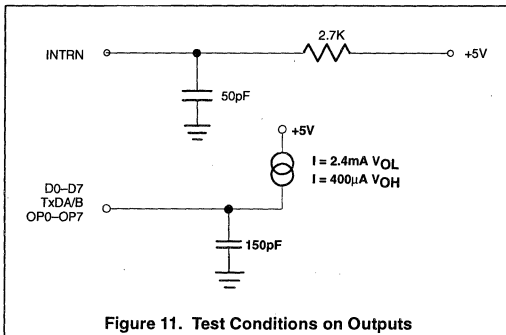 2.7K
INTRN
+5V
50pF
+5V
I = 2.4mA VOL
I = 400µA VOH
D0–D7
TxDA/B
OP0–OP7
150pF
Figure 11. Test Conditions on Outputs